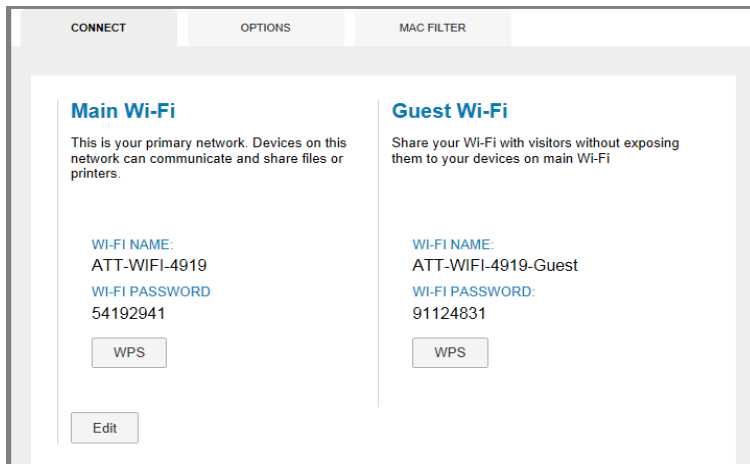 CONNECT
OPTIONS
MAC FILTER
Main Wi-Fi
This is your primary network. Devices on this
network can communicate and share files or
printers.
WI-FI NAME:
ATT-WIFI-4919
WI-FI PASSWORD
54192941
WPS
Edit
Guest Wi-Fi
Share your Wi-Fi with visitors without exposing
them to your devices on main Wi-Fi
WI-FI NAME:
ATT-WIFI-4919-Guest
WI-FI PASSWORD:
91124831
WPS